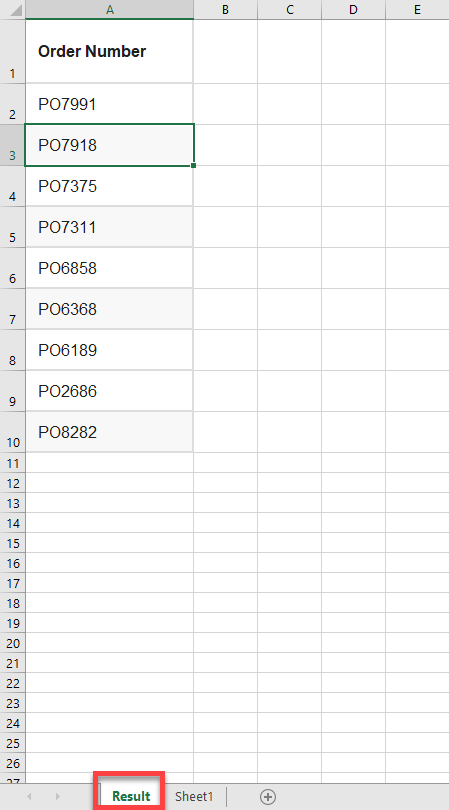 A B C D E
1 Order Number
2 PO7991
3 PO7918
4 PO7375
5 PO7311
6 PO6858
7 PO6368
8 PO6189
9 PO2686
10 PO8282
11
12
13
14
15
16
17
18
19
20
21
22
23
24
25
26
27
Result Sheet1